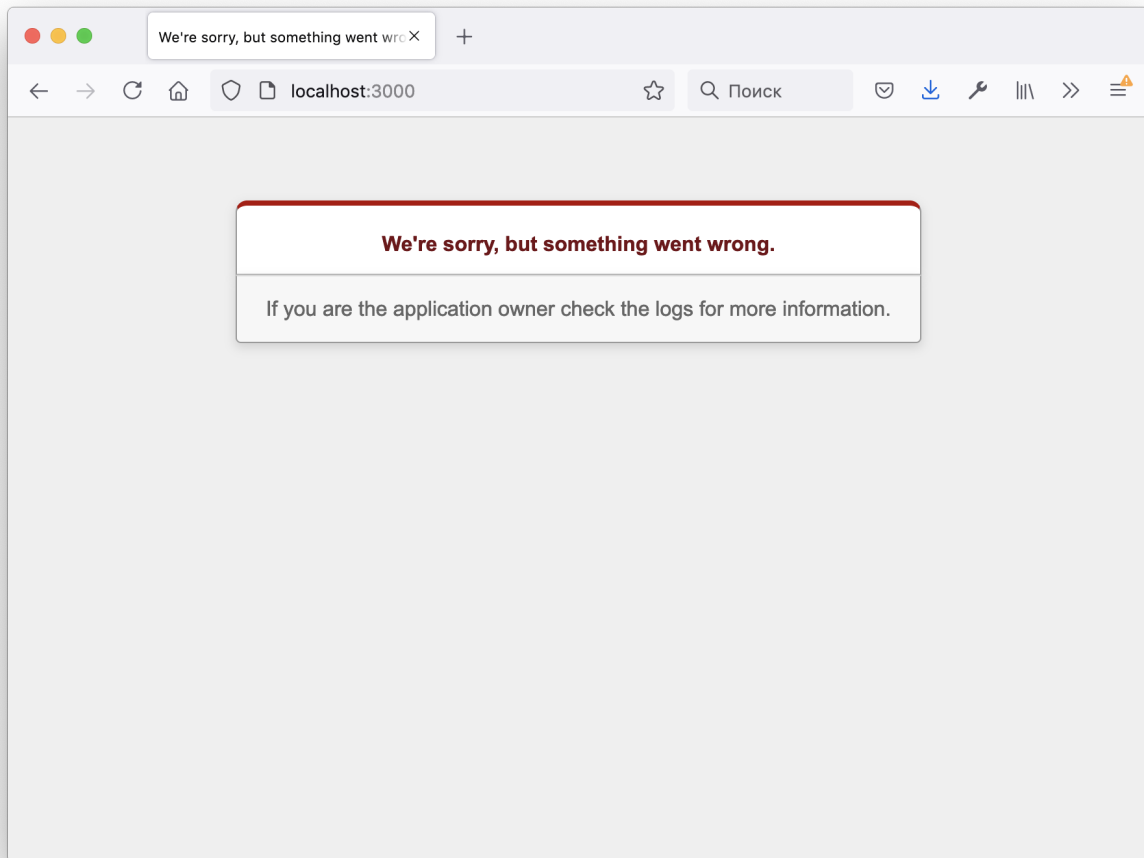 We're sorry, but something went wro
localhost:3000
Поиск
We're sorry, but something went wrong.
If you are the application owner check the logs for more information.